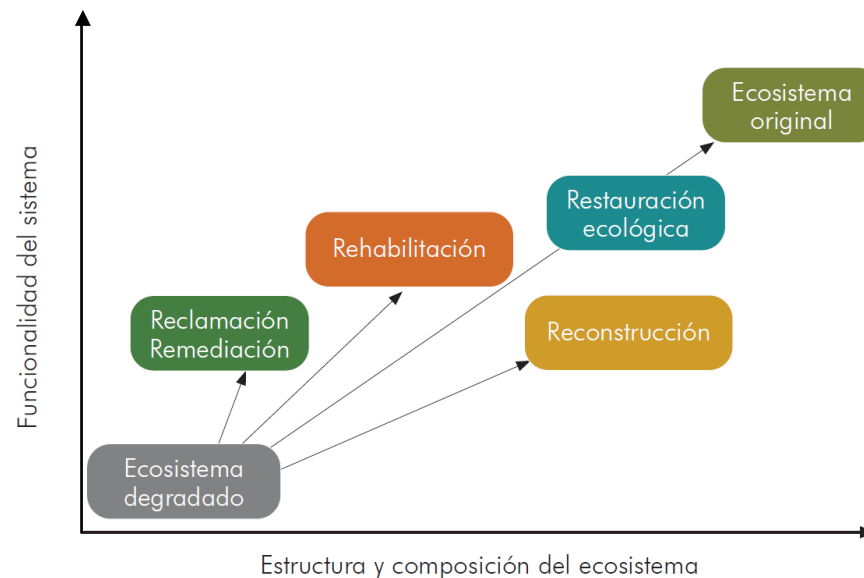 Funcionalidad del sistema
Ecosistema
original
Restauración
ecológica
Rehabilitación
Reclamación
Remediación
Reconstrucción
Ecosistema
degradado
Estructura y composición del ecosistema